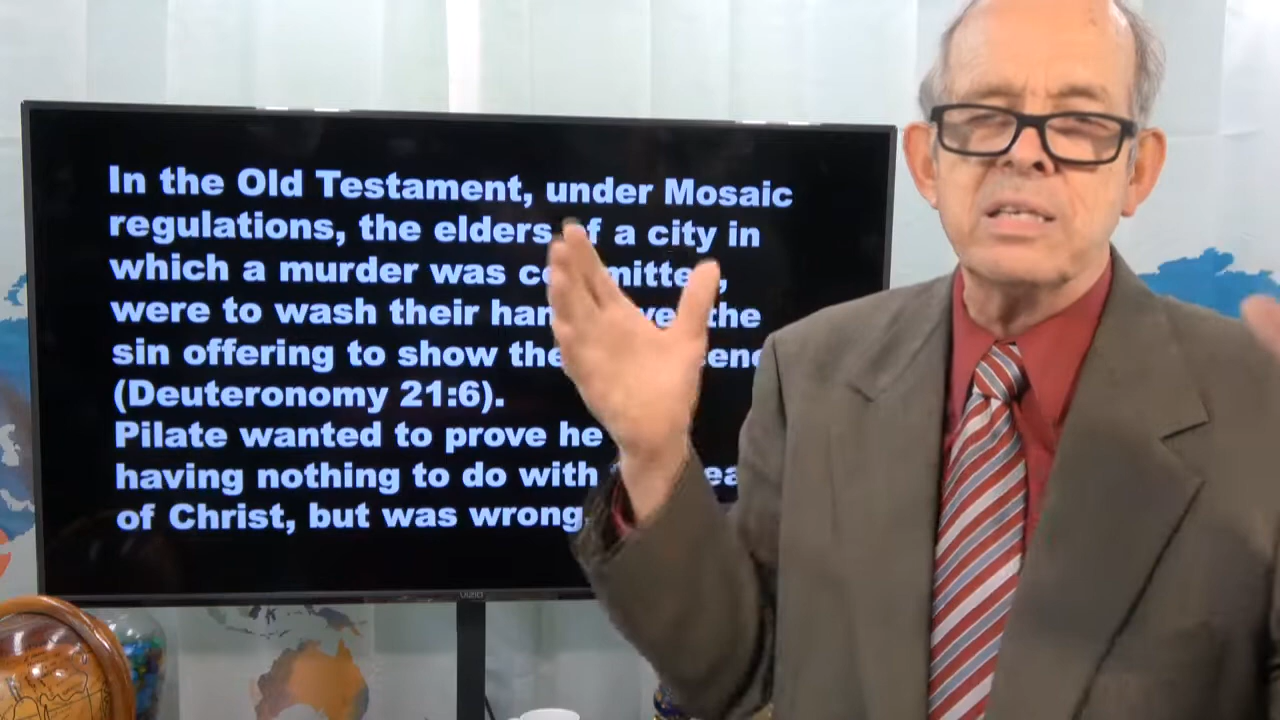 In the Old Testament, under Mosaic
regulations, the elders of a city in
which a murder was
were to wash their the
sin offering to show
(Deuteronomy 21:6).
Pilate wanted to prove he
having nothing to do with
of Christ, but was wrong
VIZIO